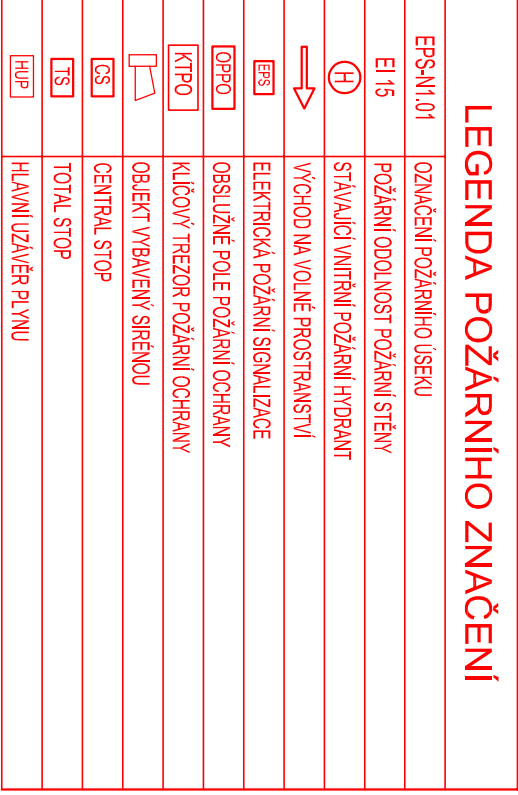 LEGENDA POŽÁRNÍHO ZNAČENÍ
EPS-N1.01 OZNAČENÍ POŽÁRNÍHO ÚSEKU
EI 15 POŽÁRNÍ ODOLNOST POŽÁRNÍ STĚNY
H STÁVAJÍCÍ VNITŘNÍ POŽÁRNÍ HYDRANT
VÝCHOD NA VOLNÉ PROSTRANSTVÍ
EPS ELEKTRICKÁ POŽÁRNÍ SIGNALIZACE
OPPO OBSLUŽNÉ POLE POŽÁRNÍ OCHRANY
KTPO KLÍČOVÝ TREZOR POŽÁRNÍ OCHRANY
OBJEKT VYBAVENÝ SIRÉNOU
CS CENTRAL STOP
TS TOTAL STOP
HUP HLAVNÍ UZÁVĚR PLYNU